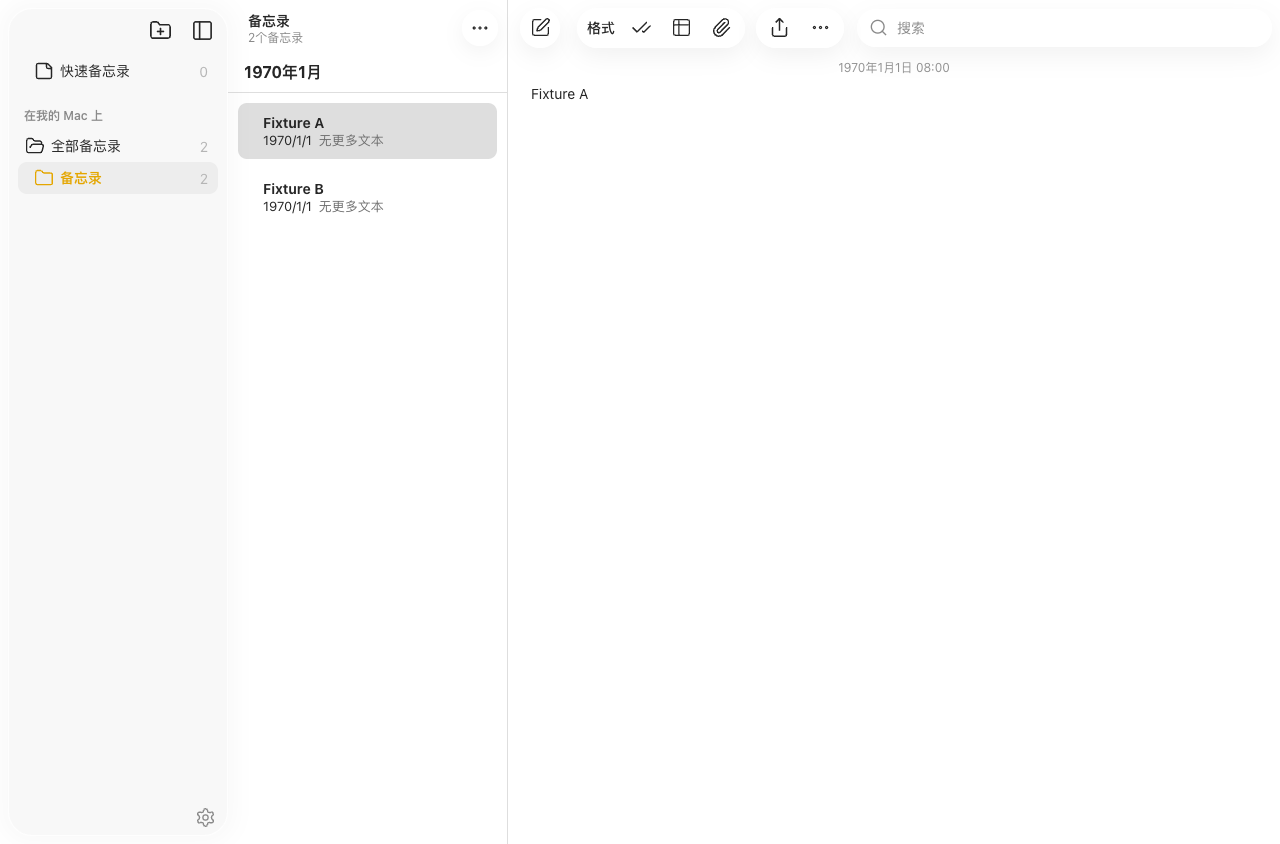 快速备忘录 0
在我的 Mac 上
全部备忘录 2
备忘录 2
备忘录
2个备忘录
1970年1月
Fixture A
1970/1/1 无更多文本
Fixture B
1970/1/1 无更多文本
格式
搜索
1970年1月1日 08:00
Fixture A